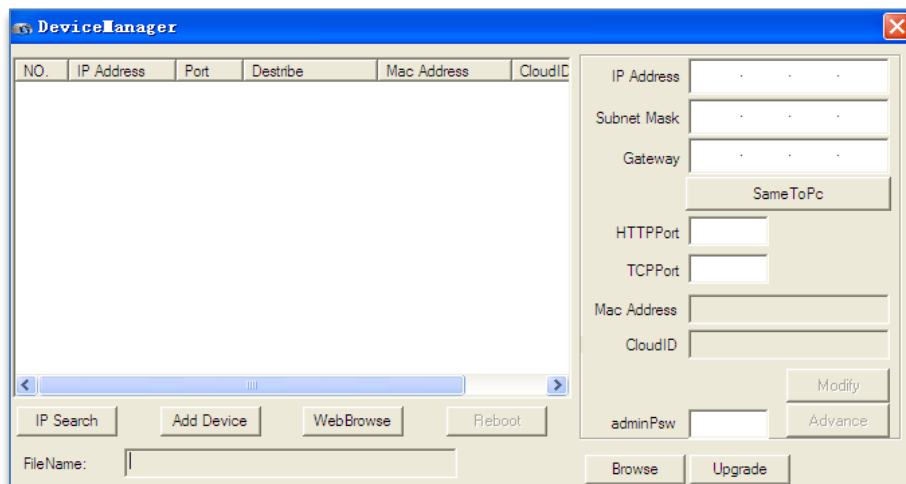 DeviceManager
NO. IP Address Port Destribe Mac Address CloudID
IP Address
Subnet Mask
Gateway
SameToPc
HTTPPort
TCPPort
Mac Address
CloudID
Modify
IP Search Add Device WebBrowse Reboot
adminPsw Advance
FileName:
Browse Upgrade